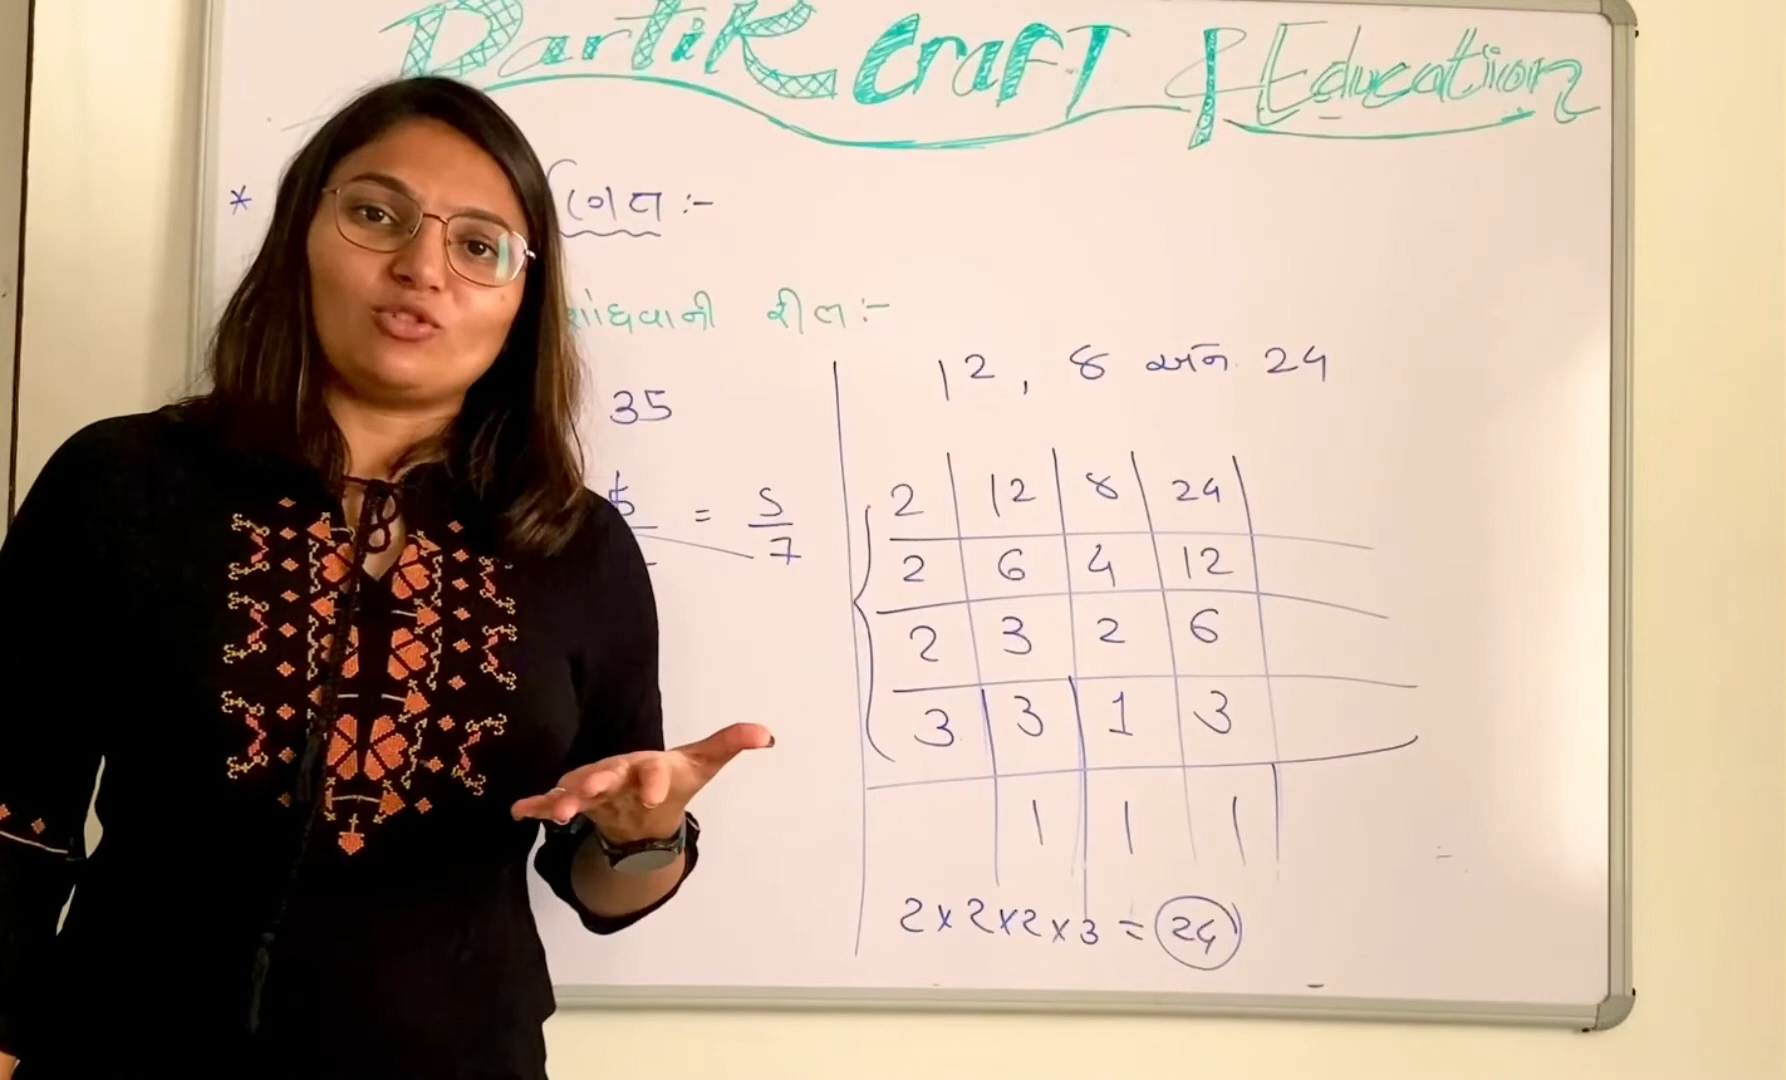 Dartik Craft & Education
*
શોધવાની રીત :-
35
= 5/7
12, 8 અને 24
2 12 8 24
2 6 4 12
2 3 2 6
3 3 1 3
1 1 1
2 x 2 x 2 x 3 = 24